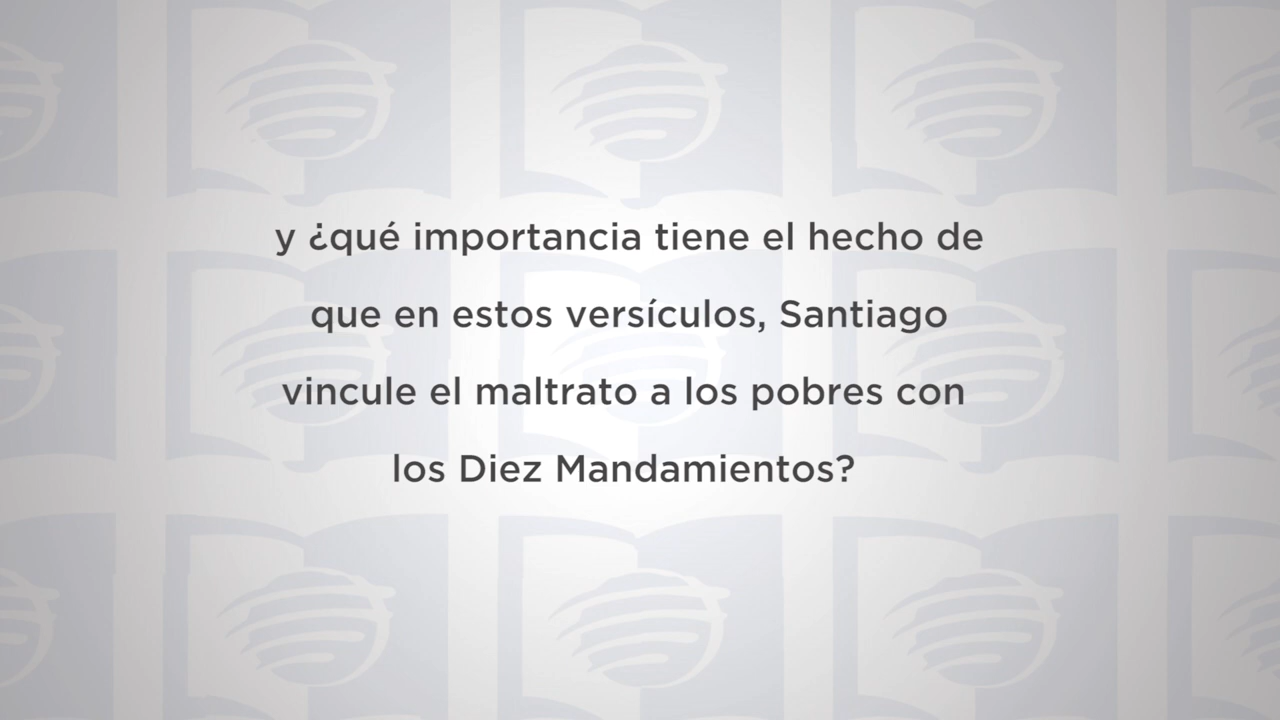 y ¿qué importancia tiene el hecho de
que en estos versículos, Santiago
vincule el maltrato a los pobres con
los Diez Mandamientos?